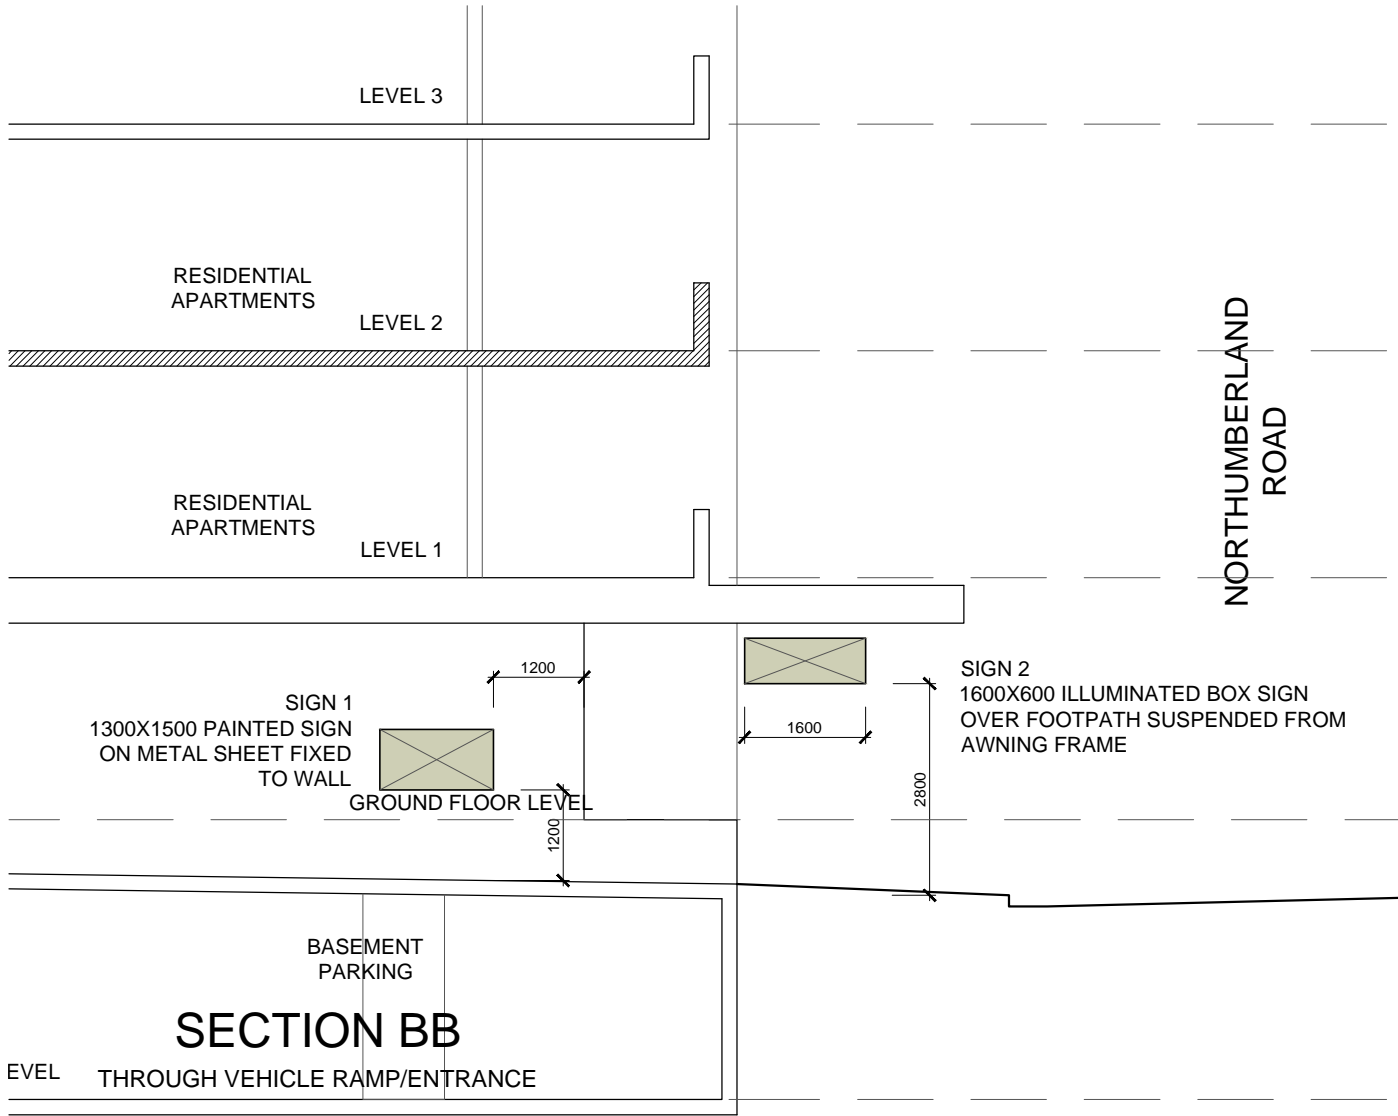 LEVEL 3
RESIDENTIAL
APARTMENTS
LEVEL 2
NORTHUMBERLAND
ROAD
RESIDENTIAL
APARTMENTS
LEVEL 1
1200
SIGN 1
1300X1500 PAINTED SIGN
ON METAL SHEET FIXED
TO WALL
GROUND FLOOR LEVEL
1200
1600
SIGN 2
1600X600 ILLUMINATED BOX SIGN
OVER FOOTPATH SUSPENDED FROM
AWNING FRAME
2800
BASEMENT
PARKING
SECTION BB
EVEL
THROUGH VEHICLE RAMP/ENTRANCE